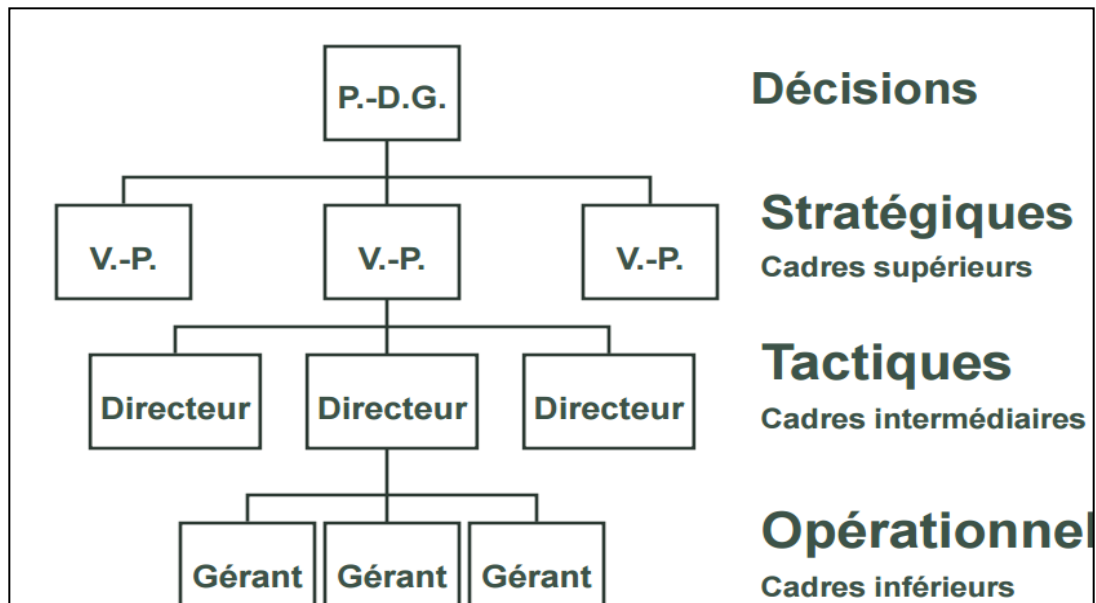 P.-D.G.
Décisions
V.-P.
V.-P.
V.-P.
Stratégiques
Cadres supérieurs
Directeur
Directeur
Directeur
Tactiques
Cadres intermédiaires
Gérant
Gérant
Gérant
Opérationnel
Cadres inférieurs